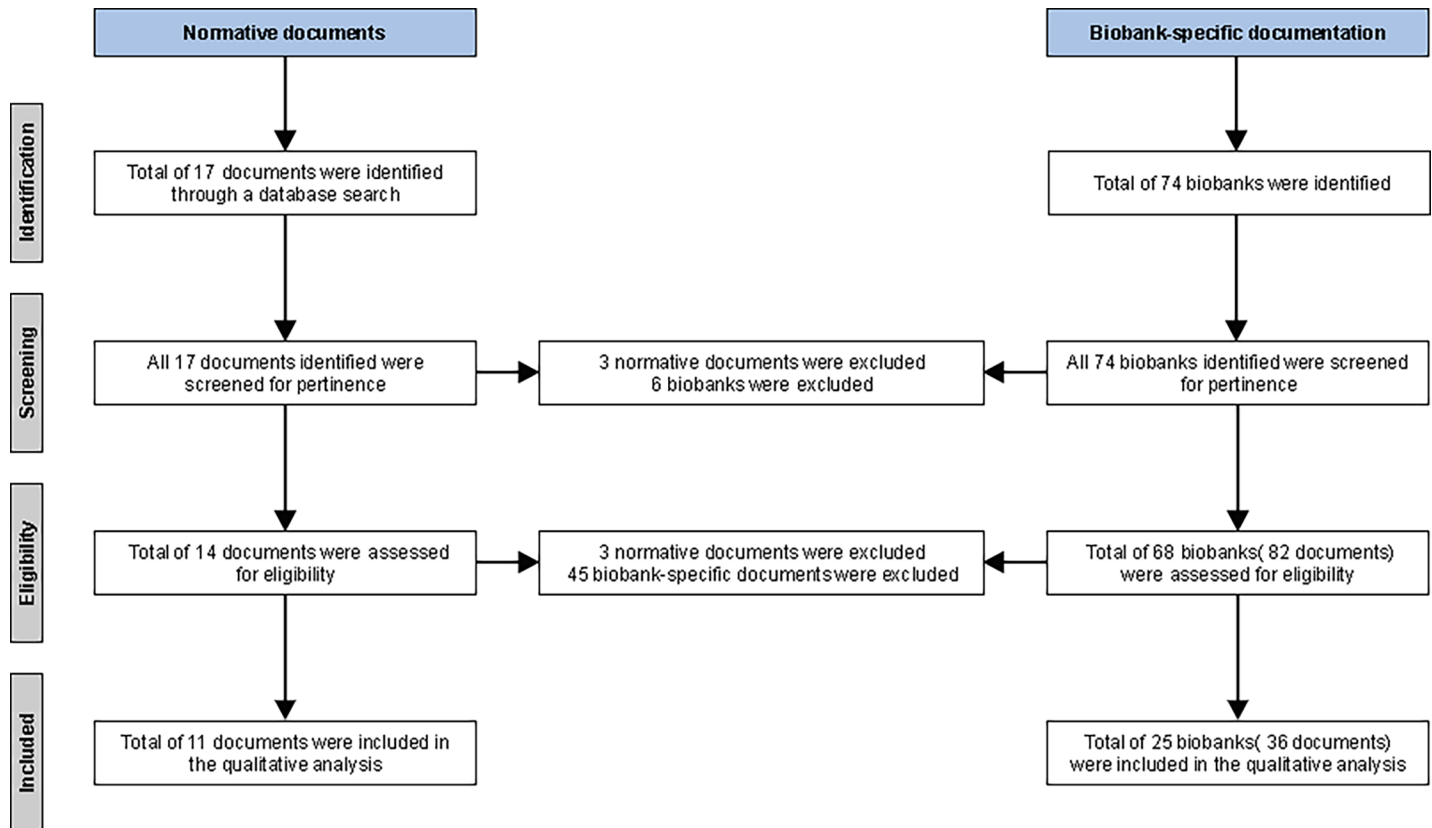 Normative documents
Biobank-specific documentation
Identification
Total of 17 documents were identified
through a database search
Total of 74 biobanks were identified
Screening
All 17 documents identified were
screened for pertinence
3 normative documents were excluded
6 biobanks were excluded
All 74 biobanks identified were screened
for pertinence
Eligibility
Total of 14 documents were assessed
for eligibility
3 normative documents were excluded
45 biobank-specific documents were excluded
Total of 68 biobanks( 82 documents)
were assessed for eligibility
Included
Total of 11 documents were included in
the qualitative analysis
Total of 25 biobanks( 36 documents)
were included in the qualitative analysis